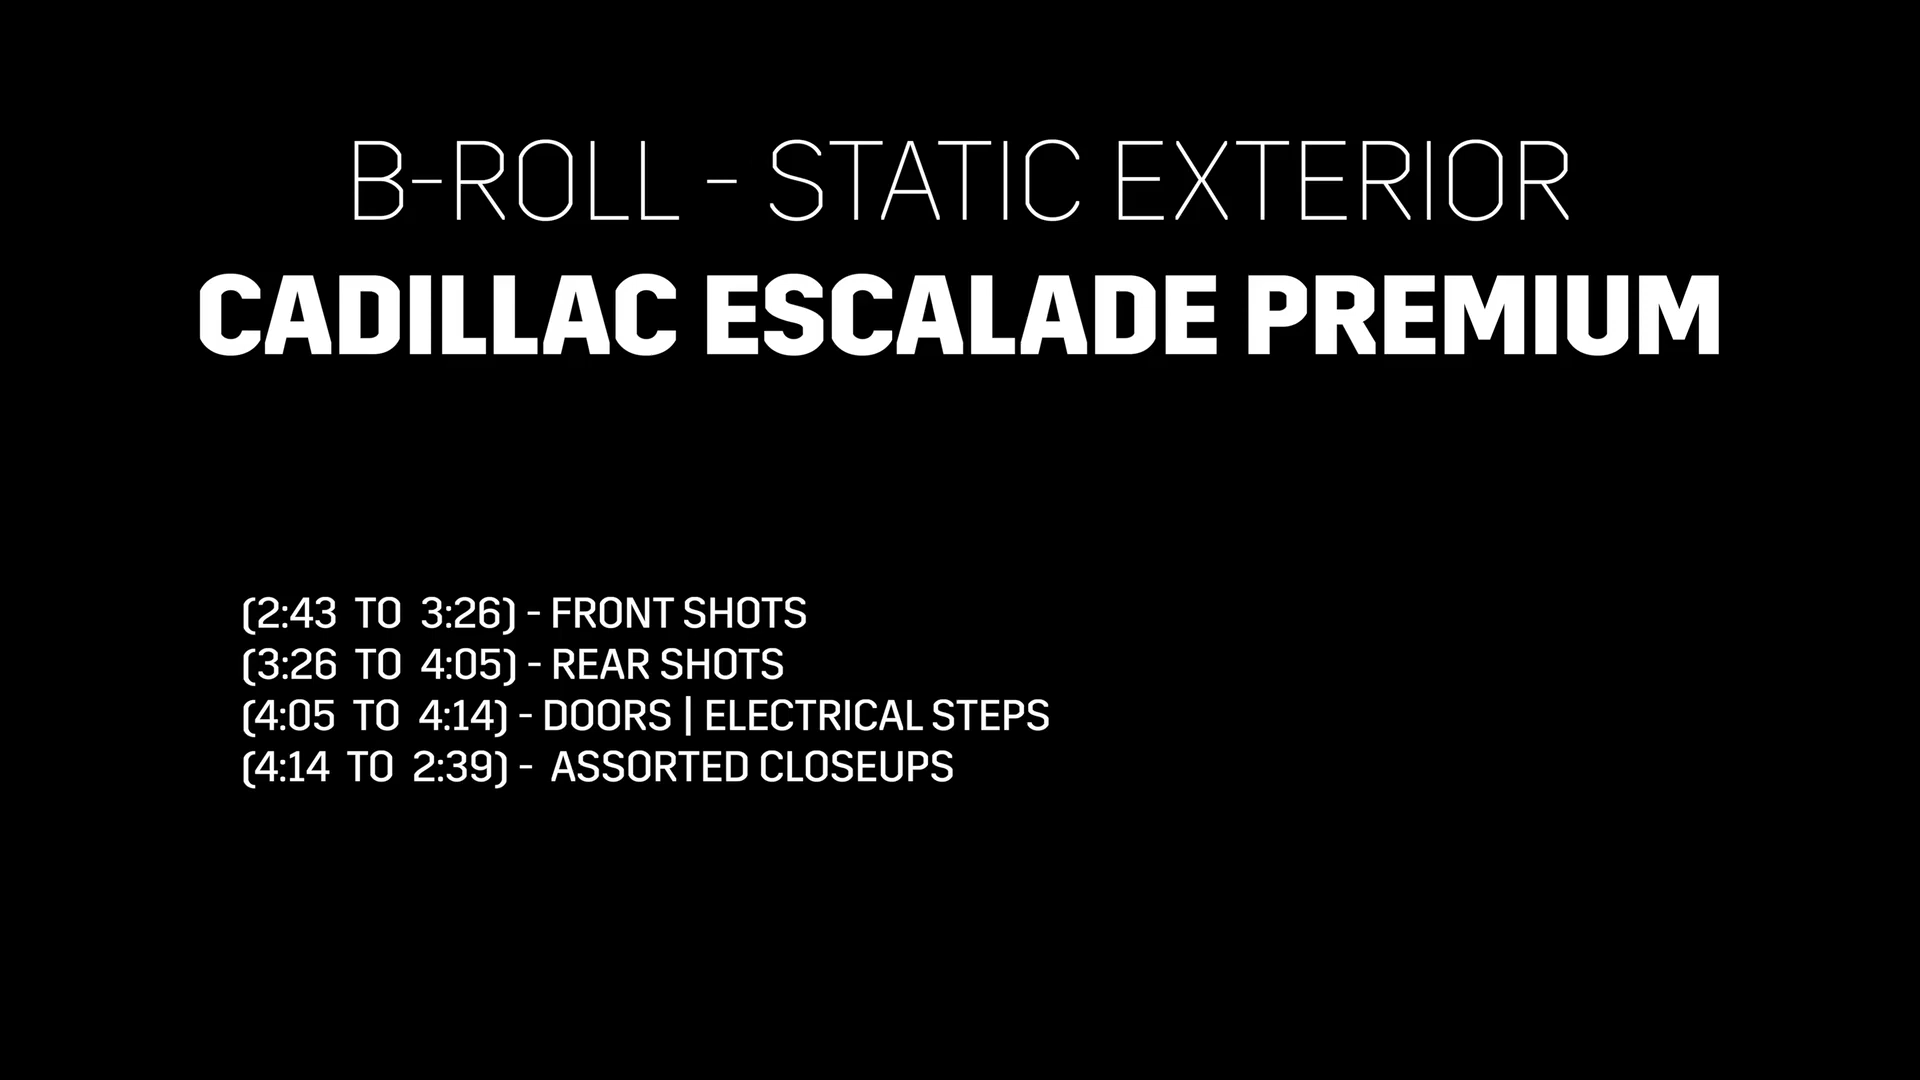 B-ROLL - STATIC EXTERIOR
CADILLAC ESCALADE PREMIUM
(2:43 TO 3:26) - FRONT SHOTS
(3:26 TO 4:05) - REAR SHOTS
(4:05 TO 4:14) - DOORS | ELECTRICAL STEPS
(4:14 TO 2:39) - ASSORTED CLOSEUPS